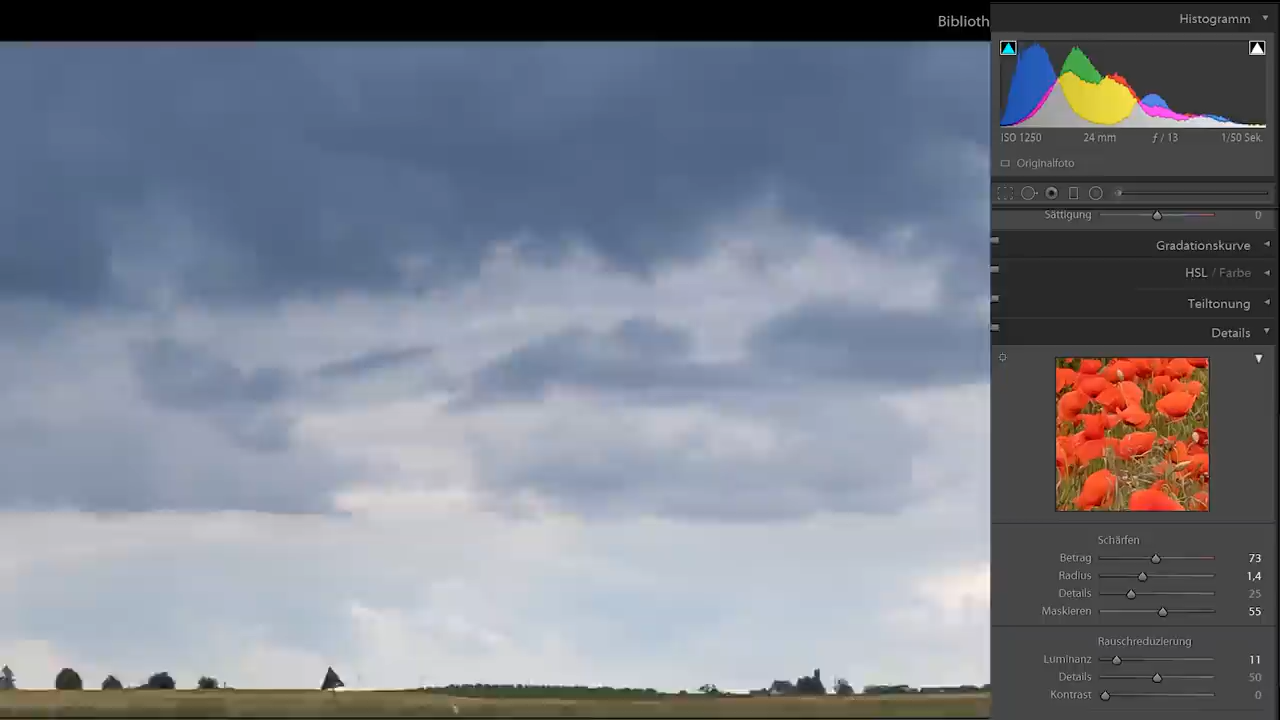 Biblioth
Histogramm
ISO 1250 24 mm ƒ / 13 1/50 Sek.
Originalfoto
Sättigung 0
Gradationskurve
HSL / Farbe
Teiltonung
Details
Schärfen
Betrag 73
Radius 1,4
Details 25
Maskieren 55
Rauschreduzierung
Luminanz 11
Details 50
Kontrast 0